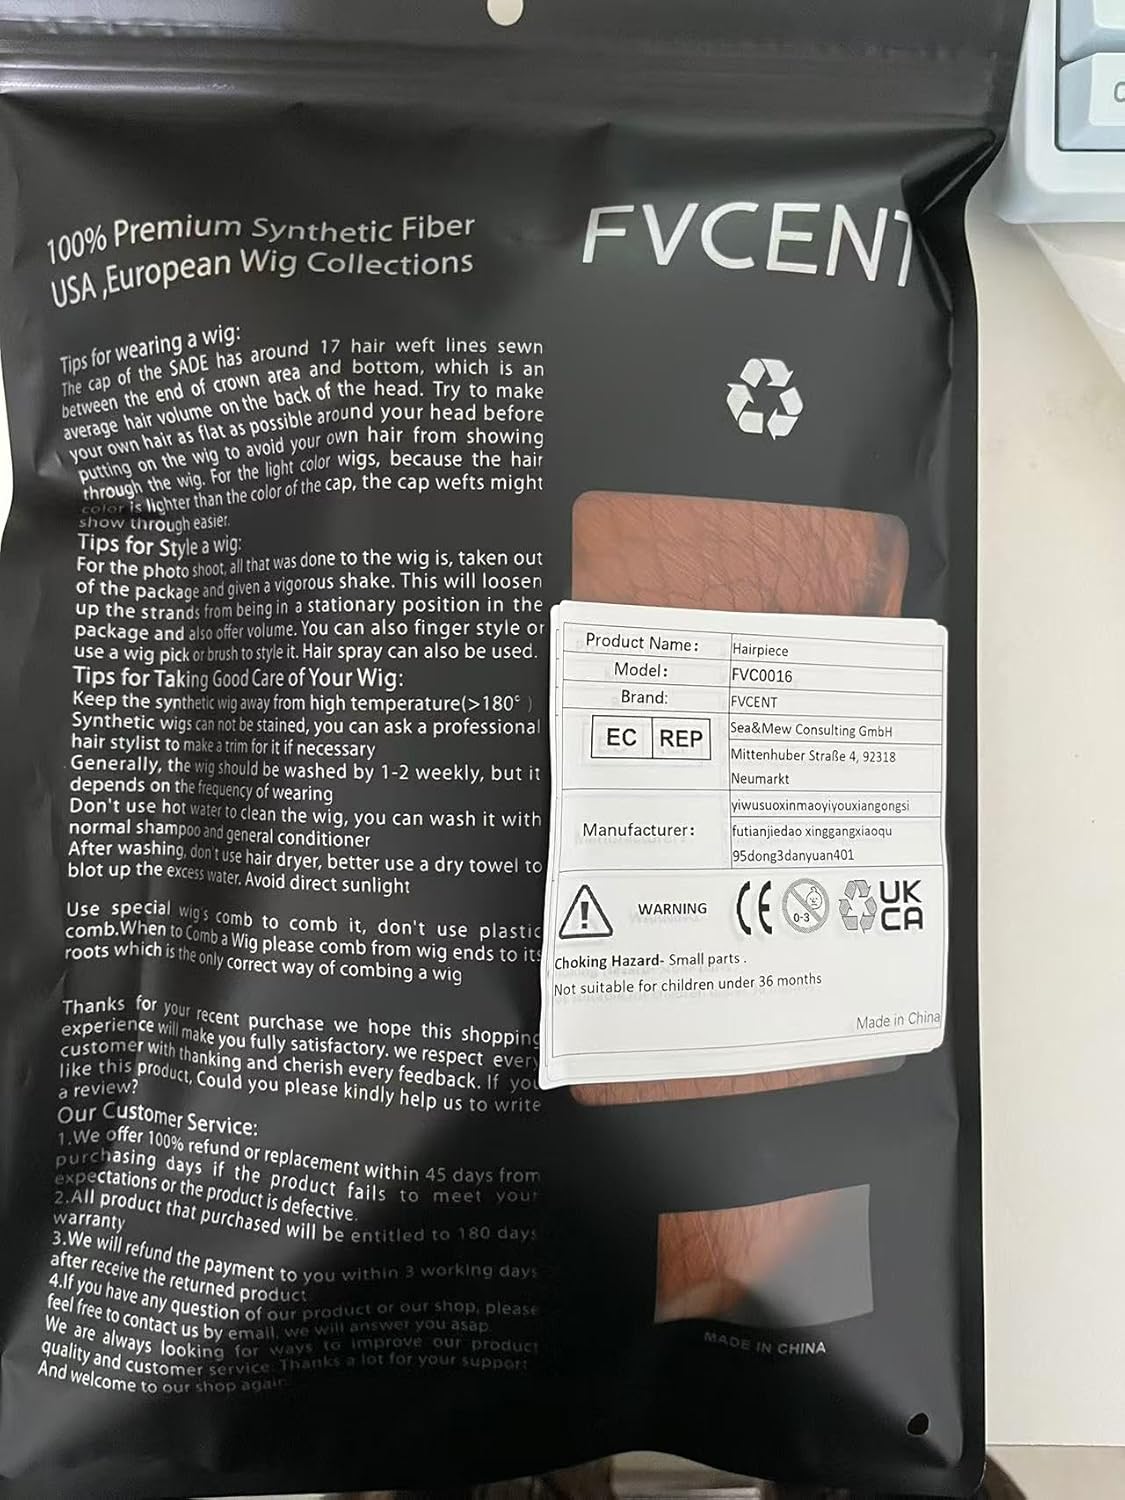 100% Premium Synthetic Fiber
USA ,European Wig Collections
FVCENT
Tips for wearing a wig:
The cap of the SADE has around 17 hair weft lines sewn
between the end of crown area and bottom, which is an
average hair volume on the back of the head. Try to make
your own hair as flat as possible around your head before
putting on the wig to avoid your own hair from showing
through the wig. For the light color wigs, because the hair
color is lighter than the color of the cap, the cap wefts might
show through easier.
Tips for Style a wig:
For the photo shoot, all that was done to the wig is, taken out
of the package and given a vigorous shake. This will loosen
up the strands from being in a stationary position in the
package and also offer volume. You can also finger style or
use a wig pick or brush to style it. Hair spray can also be used.
Tips for Taking Good Care of Your Wig:
Keep the synthetic wig away from high temperature(>180° )
Synthetic wigs can not be stained, you can ask a professional
hair stylist to make a trim for it if necessary
Generally, the wig should be washed by 1-2 weekly, but it
depends on the frequency of wearing
Don't use hot water to clean the wig, you can wash it with
normal shampoo and general conditioner
After washing, don't use hair dryer, better use a dry towel to
blot up the excess water. Avoid direct sunlight
Use special wig's comb to comb it, don't use plastic
comb.When to Comb a Wig please comb from wig ends to its
roots which is the only correct way of combing a wig
Thanks for your recent purchase we hope this shopping
experience will make you fully satisfactory. we respect every
customer with thanking and cherish every feedback. If you
like this product, Could you please kindly help us to write
a review?
Our Customer Service:
1.We offer 100% refund or replacement within 45 days from
purchasing days if the product fails to meet your
expectations or the product is defective.
2.All product that purchased will be entitled to 180 days
warranty
3.We will refund the payment to you within 3 working days
after receive the returned product
4.If you have any question of our product or our shop, please
feel free to contact us by email, we will answer you asap.
We are always looking for ways to improve our product
quality and customer service. Thanks a lot for your support!
And welcome to our shop again
Product Name: Hairpiece
Model: FVC0016
Brand: FVCENT
EC REP Sea&Mew Consulting GmbH
Mittenhuber Straße 4, 92318
Neumarkt
Manufacturer: yiwusuoxinmaoyiyouxiangongsi
futianjiedao xinggangxiaoqu
95dong3danyuan401
WARNING CE 0-3 UK
CA
Choking Hazard- Small parts .
Not suitable for children under 36 months
Made in China
MADE IN CHINA